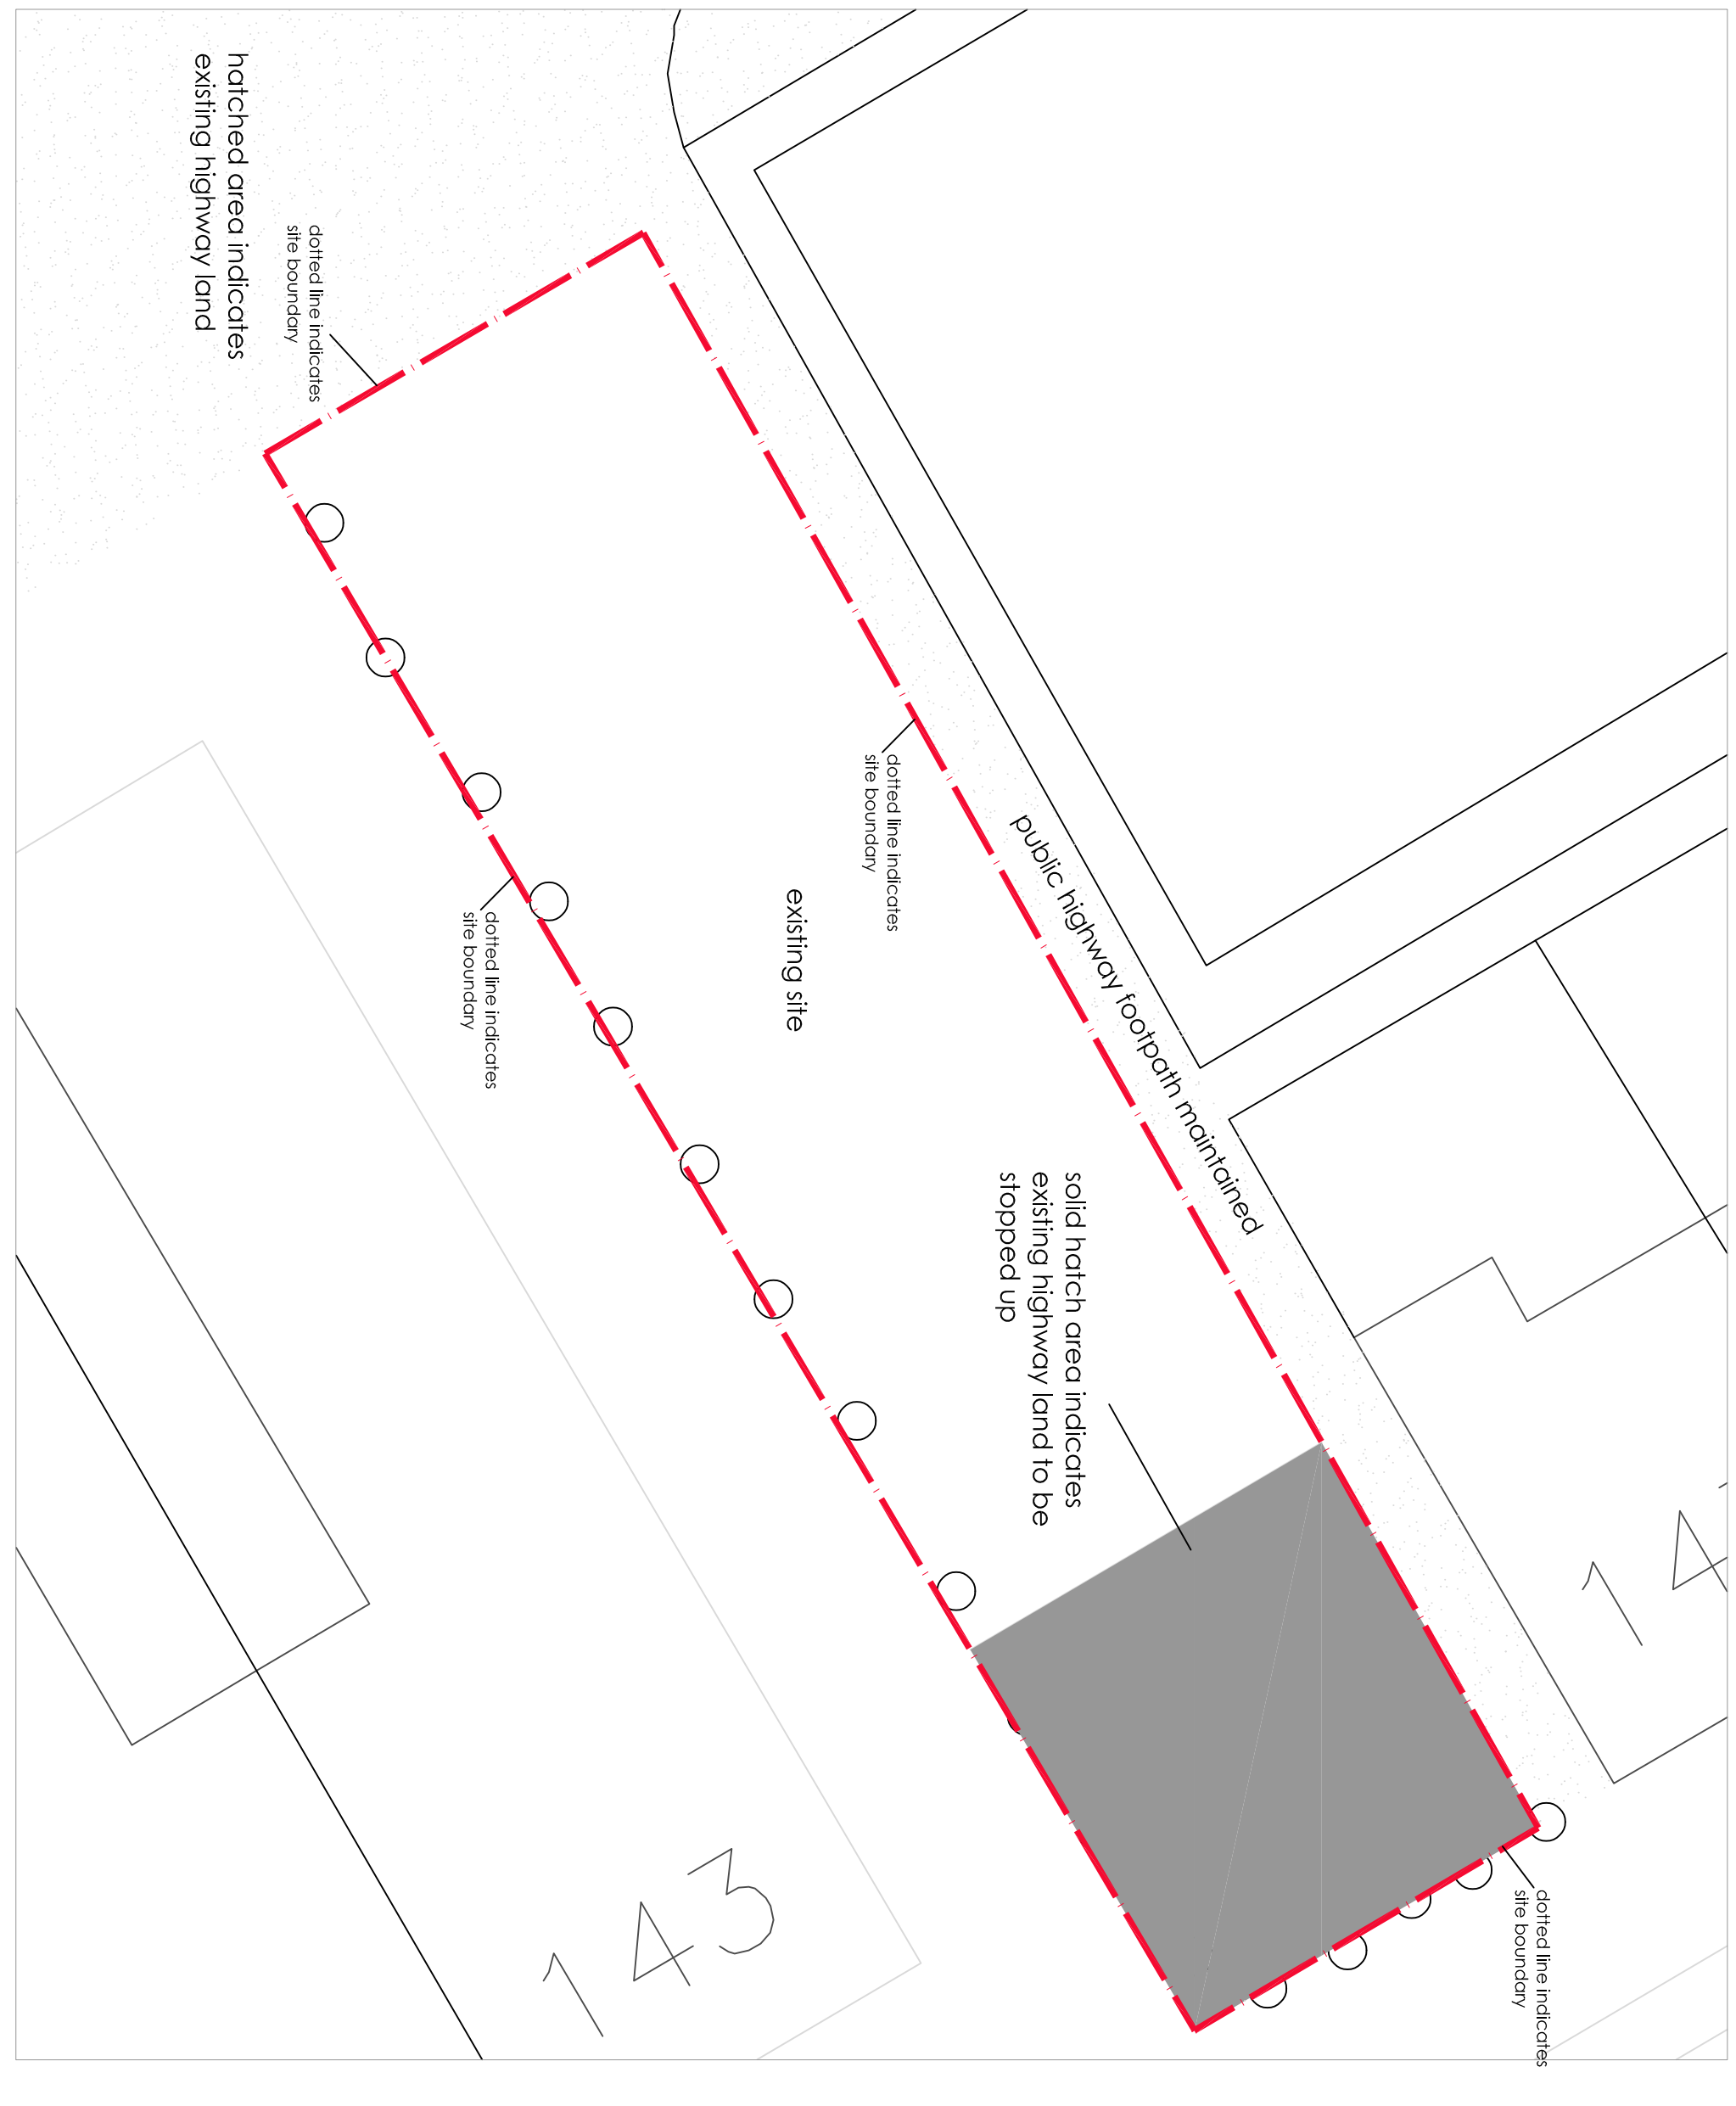 hatched area indicates
existing highway land
dotted line indicates
site boundary
dotted line indicates
site boundary
public highway footpath maintained
existing site
dotted line indicates
site boundary
solid hatch area indicates
existing highway land to be
stopped up
14
143
dotted line indicates
site boundary